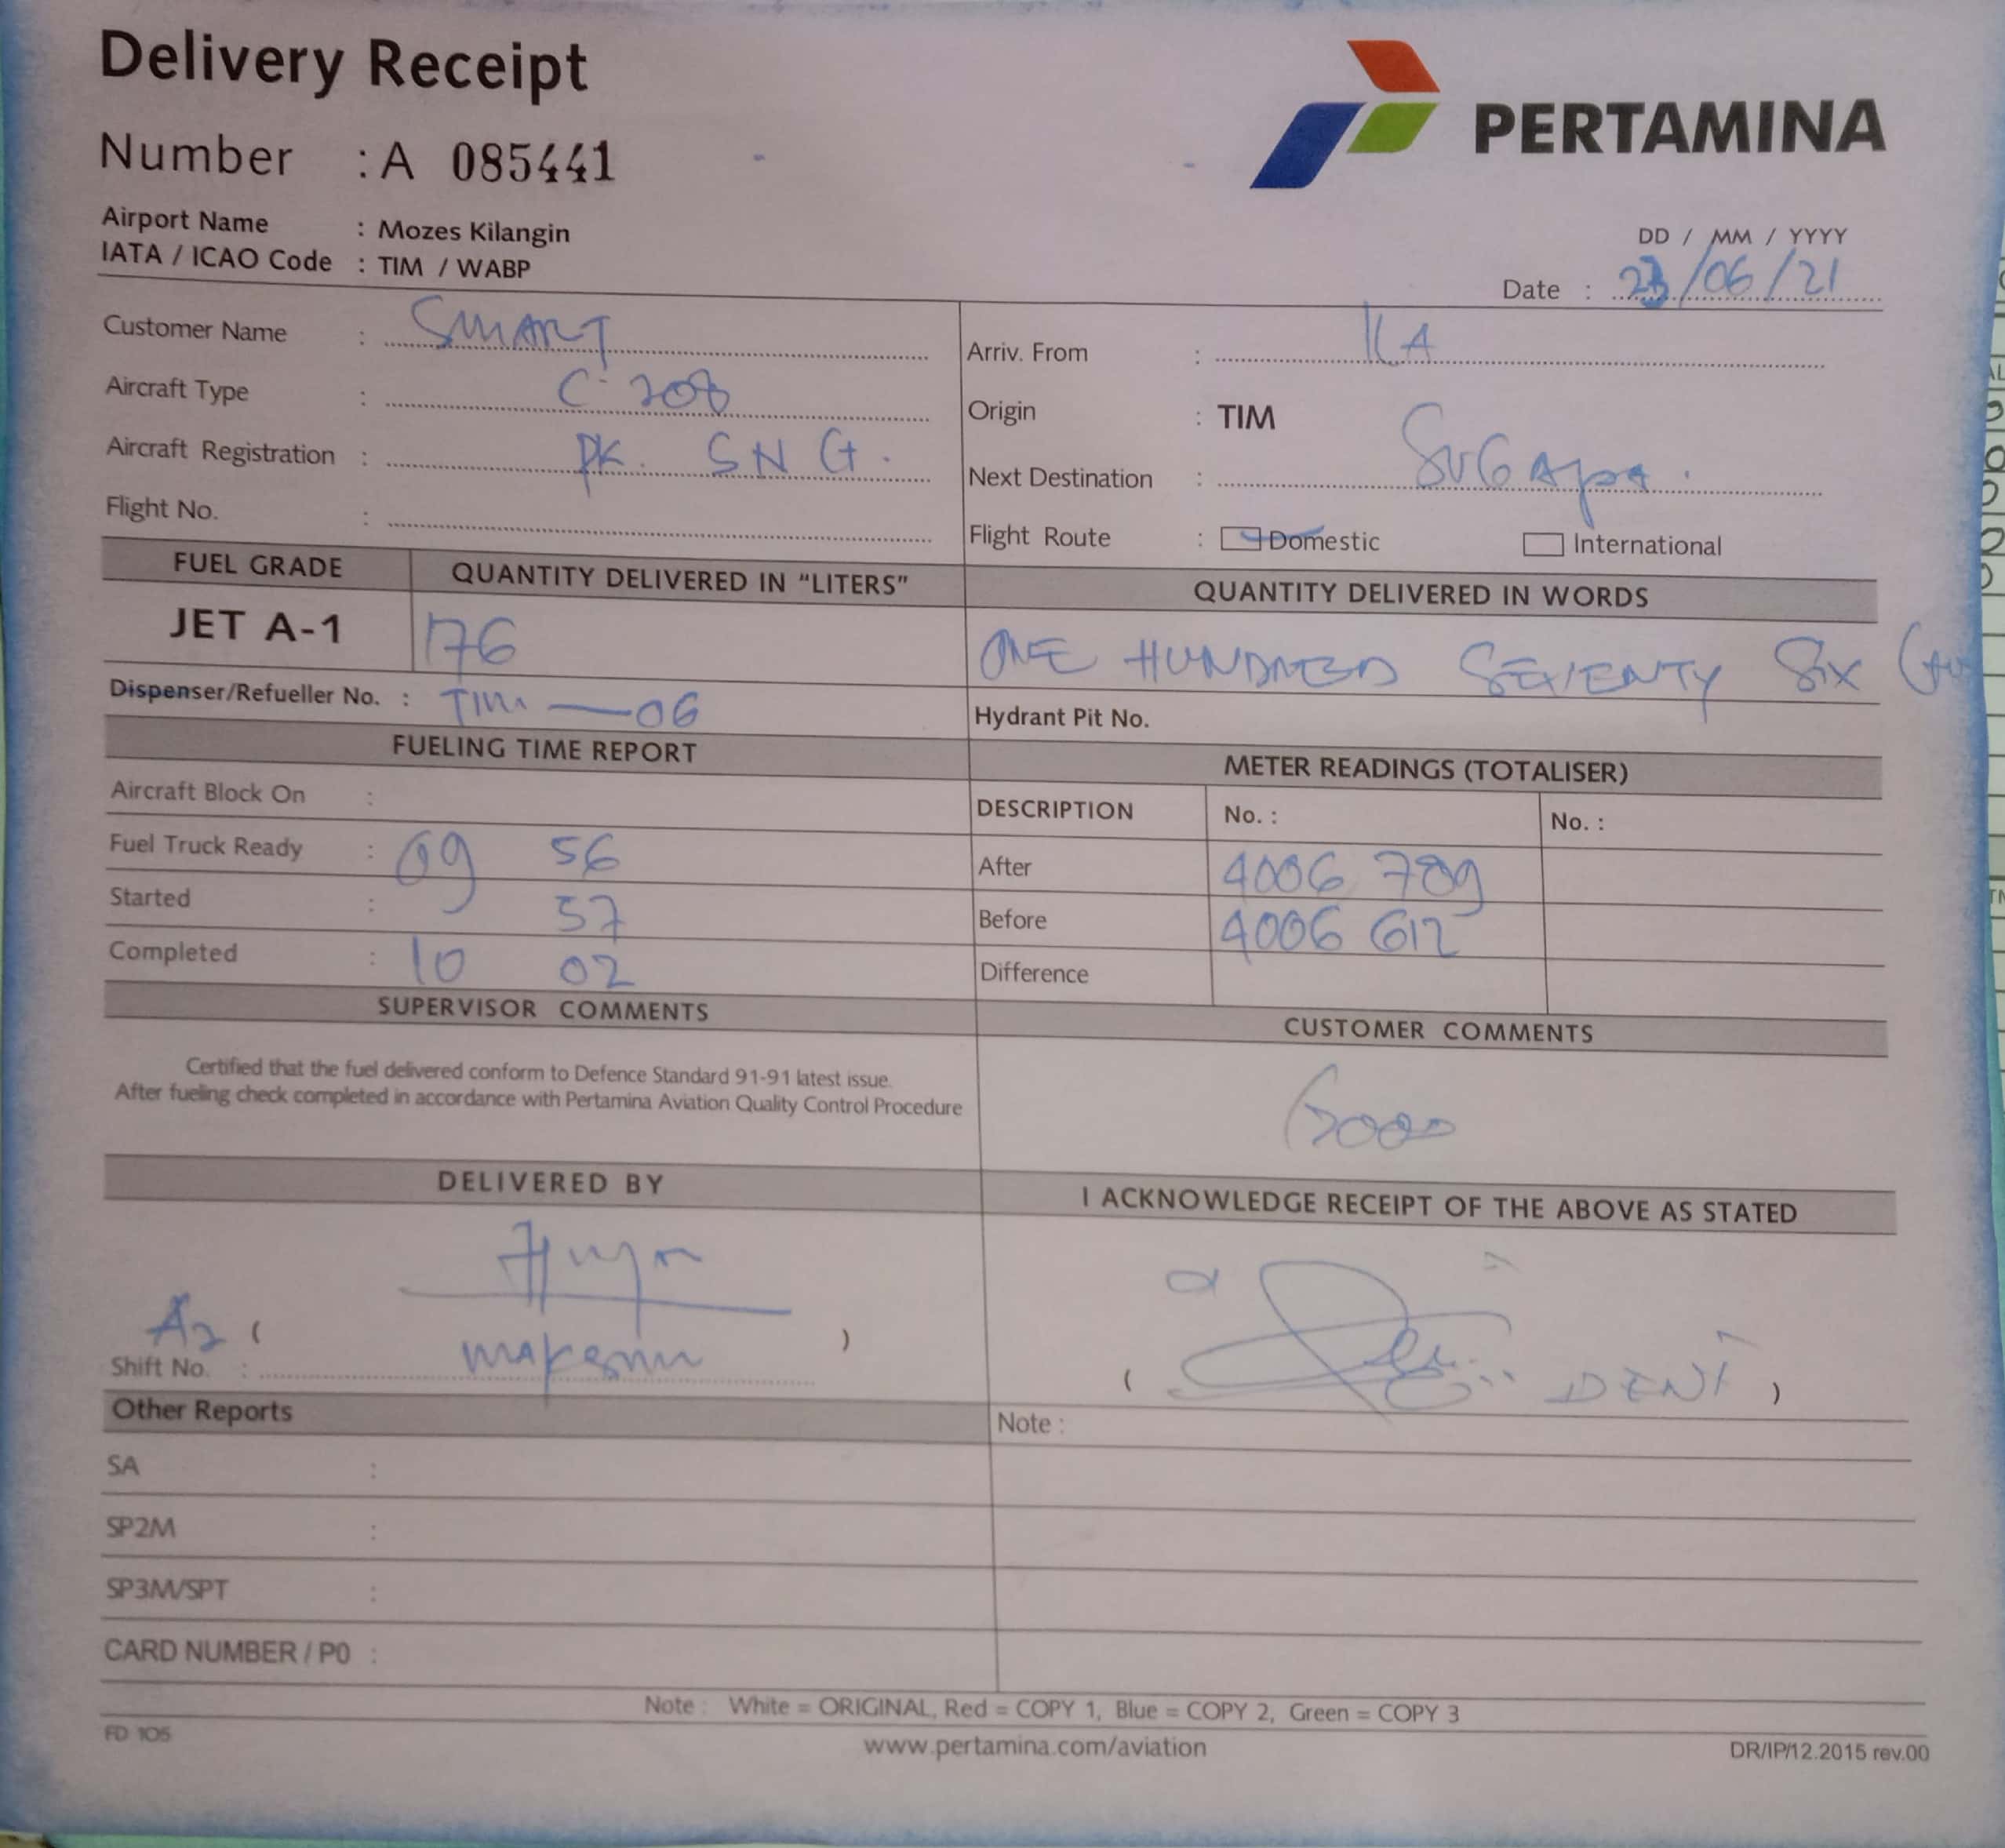 Delivery Receipt
PERTAMINA
Number : A 085441
Airport Name : Mozes Kilangin
IATA / ICAO Code : TIM / WABP
DD / MM / YYYY
Date : 23/06/21
Customer Name : SMART
Aircraft Type : C-208
Aircraft Registration : PK. SNG.
Flight No. :
Arriv. From : ILA
Origin : TIM
Next Destination : SUGApa.
Flight Route : Domestic International
FUEL GRADE QUANTITY DELIVERED IN "LITERS" QUANTITY DELIVERED IN WORDS
JET A-1 176 ONE HUNDRED SEVENTY SIX
Dispenser/Refueller No. : TIM — 06 Hydrant Pit No.
FUELING TIME REPORT
Aircraft Block On :
Fuel Truck Ready : 09 56
Started : 57
Completed : 10 02
METER READINGS (TOTALISER)
DESCRIPTION No. : No. :
After 4006 789
Before 4006 612
Difference
SUPERVISOR COMMENTS
Certified that the fuel delivered conform to Defence Standard 91-91 latest issue.
After fueling check completed in accordance with Pertamina Aviation Quality Control Procedure
CUSTOMER COMMENTS
GOOD
DELIVERED BY
A2 ( )
Shift No. :
I ACKNOWLEDGE RECEIPT OF THE ABOVE AS STATED
( DENI )
Other Reports
SA :
SP2M :
SP3M/SPT :
CARD NUMBER / P0 :
Note :
Note : White = ORIGINAL, Red = COPY 1, Blue = COPY 2, Green = COPY 3
FD 105
www.pertamina.com/aviation
DR/IP/12.2015 rev.00